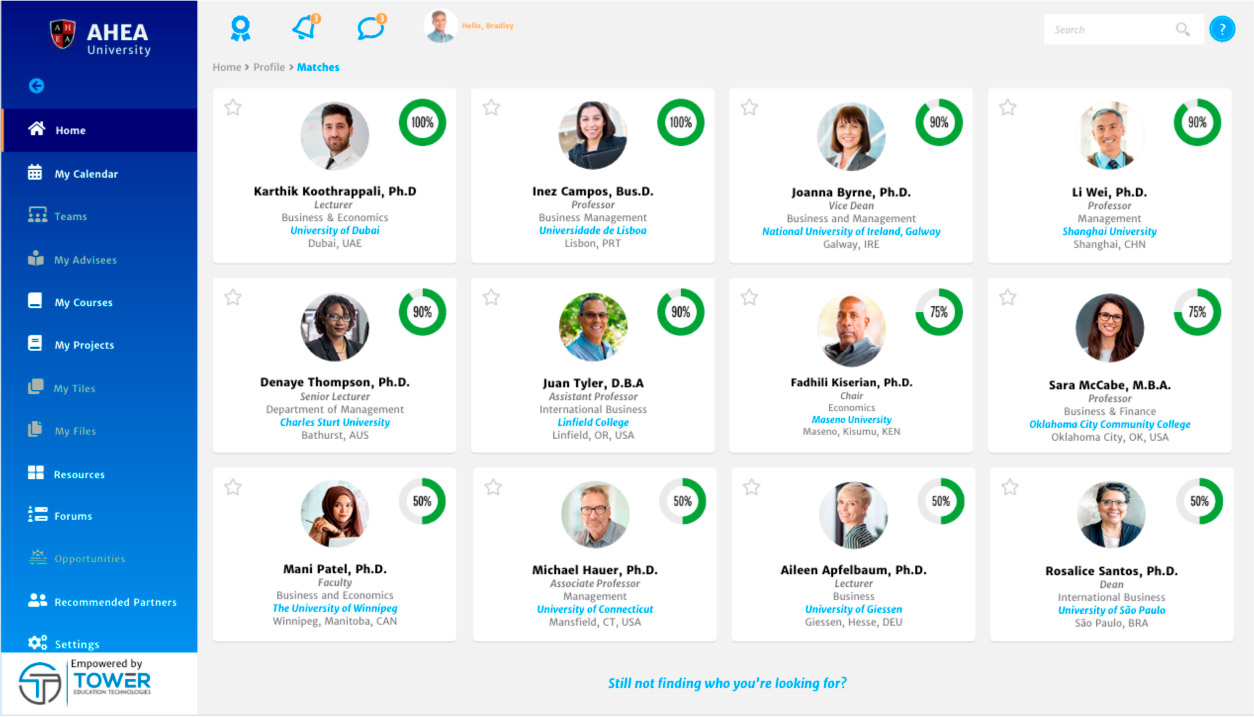 AHEA
University
Home
My Calendar
Teams
My Advisees
My Courses
My Projects
My Tiles
My Files
Resources
Forums
Opportunities
Recommended Partners
Settings
Empowered by
TOWER
EDUCATION TECHNOLOGIES
3
3
Hello, Bradley
Search
?
Home > Profile > Matches
100%
Karthik Koothrappali, Ph.D
Lecturer
Business & Economics
University of Dubai
Dubai, UAE
100%
Inez Campos, Bus.D.
Professor
Business Management
Universidade de Lisboa
Lisbon, PRT
90%
Joanna Byrne, Ph.D.
Vice Dean
Business and Management
National University of Ireland, Galway
Galway, IRE
90%
Li Wei, Ph.D.
Professor
Management
Shanghai University
Shanghai, CHN
90%
Denaye Thompson, Ph.D.
Senior Lecturer
Department of Management
Charles Sturt University
Bathurst, AUS
90%
Juan Tyler, D.B.A
Assistant Professor
International Business
Linfield College
Linfield, OR, USA
75%
Fadhili Kiserian, Ph.D.
Chair
Economics
Maseno University
Maseno, Kisumu, KEN
75%
Sara McCabe, M.B.A.
Professor
Business & Finance
Oklahoma City Community College
Oklahoma City, OK, USA
50%
Mani Patel, Ph.D.
Faculty
Business and Economics
The University of Winnipeg
Winnipeg, Manitoba, CAN
50%
Michael Hauer, Ph.D.
Associate Professor
Management
University of Connecticut
Mansfield, CT, USA
50%
Aileen Apfelbaum, Ph.D.
Lecturer
Business
University of Giessen
Giessen, Hesse, DEU
50%
Rosalice Santos, Ph.D.
Dean
International Business
University of São Paulo
São Paulo, BRA
Still not finding who you're looking for?